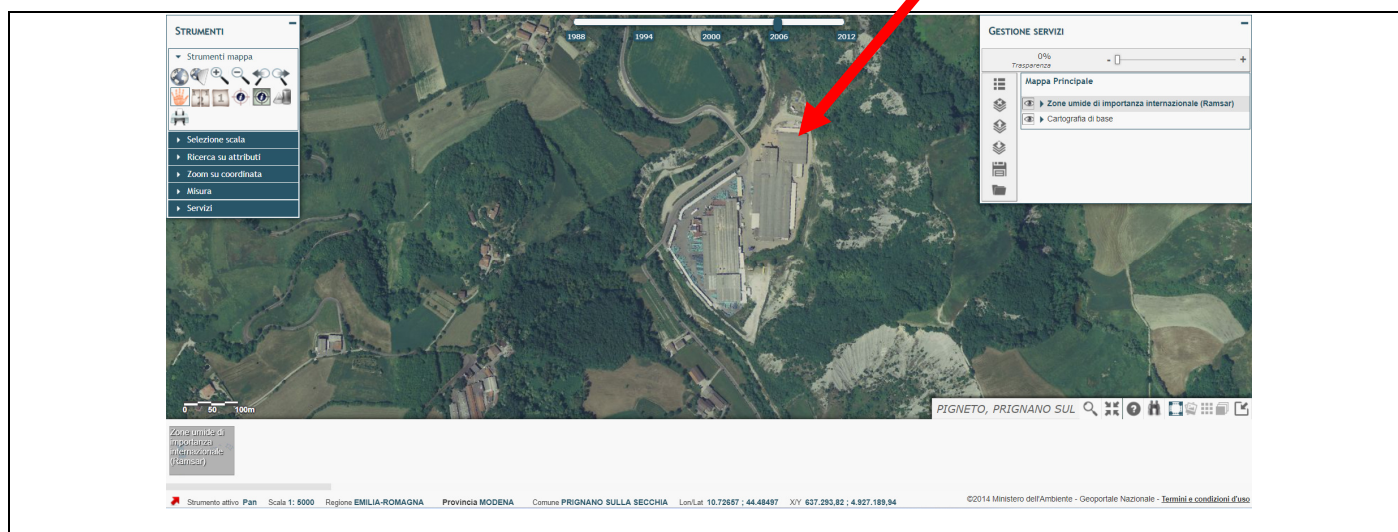 STRUMENTI
Strumenti mappa
Selezione scala
Ricerca su attributi
Zoom su coordinata
Misura
Servizi
1988 1994 2000 2006 2012
GESTIONE SERVIZI
0%
Trasparenza
- +
Mappa Principale
Zone umide di importanza internazionale (Ramsar)
Cartografia di base
0 50 100m
PIGNETO, PRIGNANO SUL
Zone umide di
importanza
internazionale
(Ramsar)
Strumento attivo Pan Scala 1: 5000 Regione EMILIA-ROMAGNA Provincia MODENA Comune PRIGNANO SULLA SECCHIA Lon/Lat 10.72657 ; 44.48497 X/Y 637.293,82 ; 4.927.189,94 ©2014 Ministero dell'Ambiente - Geoportale Nazionale - Termini e condizioni d'uso